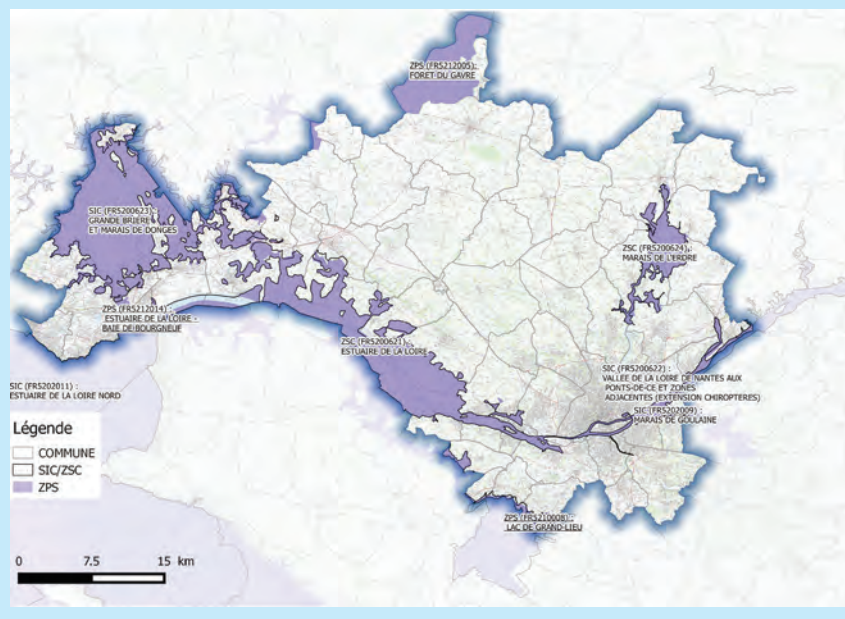 ZPS (FR5212005) :
FORET DU GAVRE
SIC (FR5200623) :
GRANDE BRIERE
ET MARAIS DE DONGES
ZSC (FR5200624) :
MARAIS DE L'ERDRE
ZPS (FR5212014) :
ESTUAIRE DE LA LOIRE -
BAIE DE BOURGNEUF
ZSC (FR5200621) :
ESTUAIRE DE LA LOIRE
SIC (FR5200622) :
VALLEE DE LA LOIRE DE NANTES AUX
PONTS-DE-CE ET ZONES
ADJACENTES (EXTENSION CHIROPTERES)
SIC (FR5202009) :
MARAIS DE GOULAINE
SIC (FR5202011) :
ESTUAIRE DE LA LOIRE NORD
Légende
COMMUNE
SIC/ZSC
ZPS
ZPS (FR5210008) :
LAC DE GRAND-LIEU
0 7.5 15 km